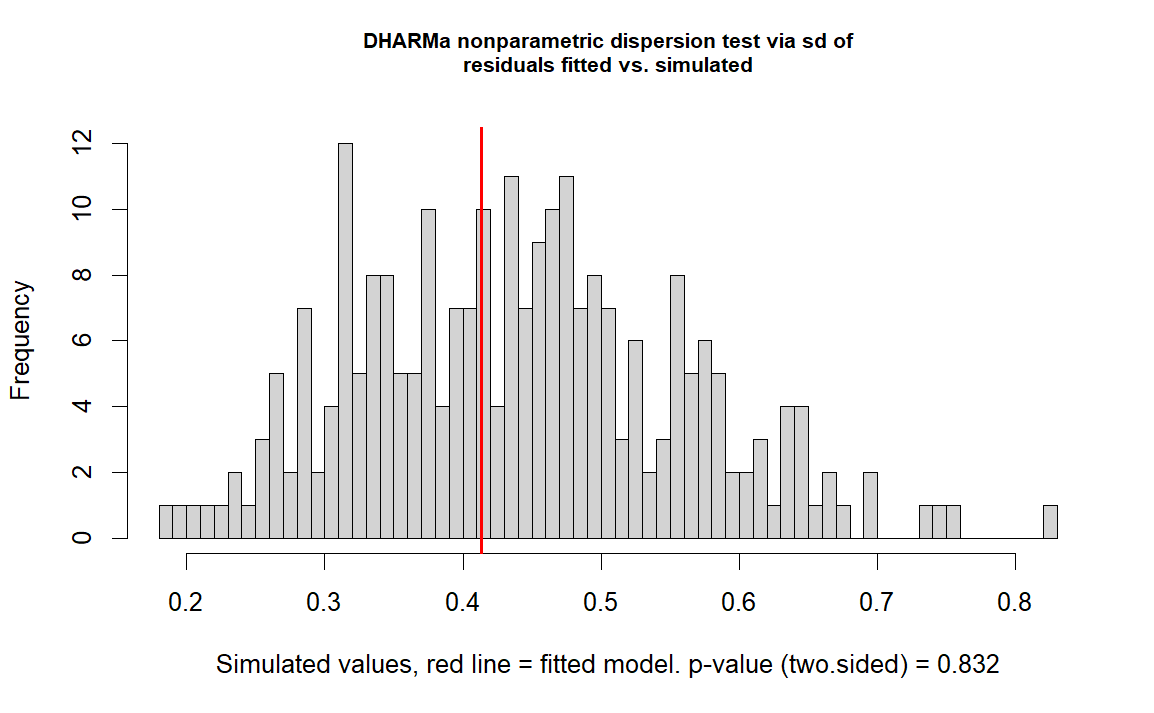 DHARMa nonparametric dispersion test via sd of
residuals fitted vs. simulated
Frequency
12
10
8
6
4
2
0
0.2 0.3 0.4 0.5 0.6 0.7 0.8
Simulated values, red line = fitted model. p-value (two.sided) = 0.832